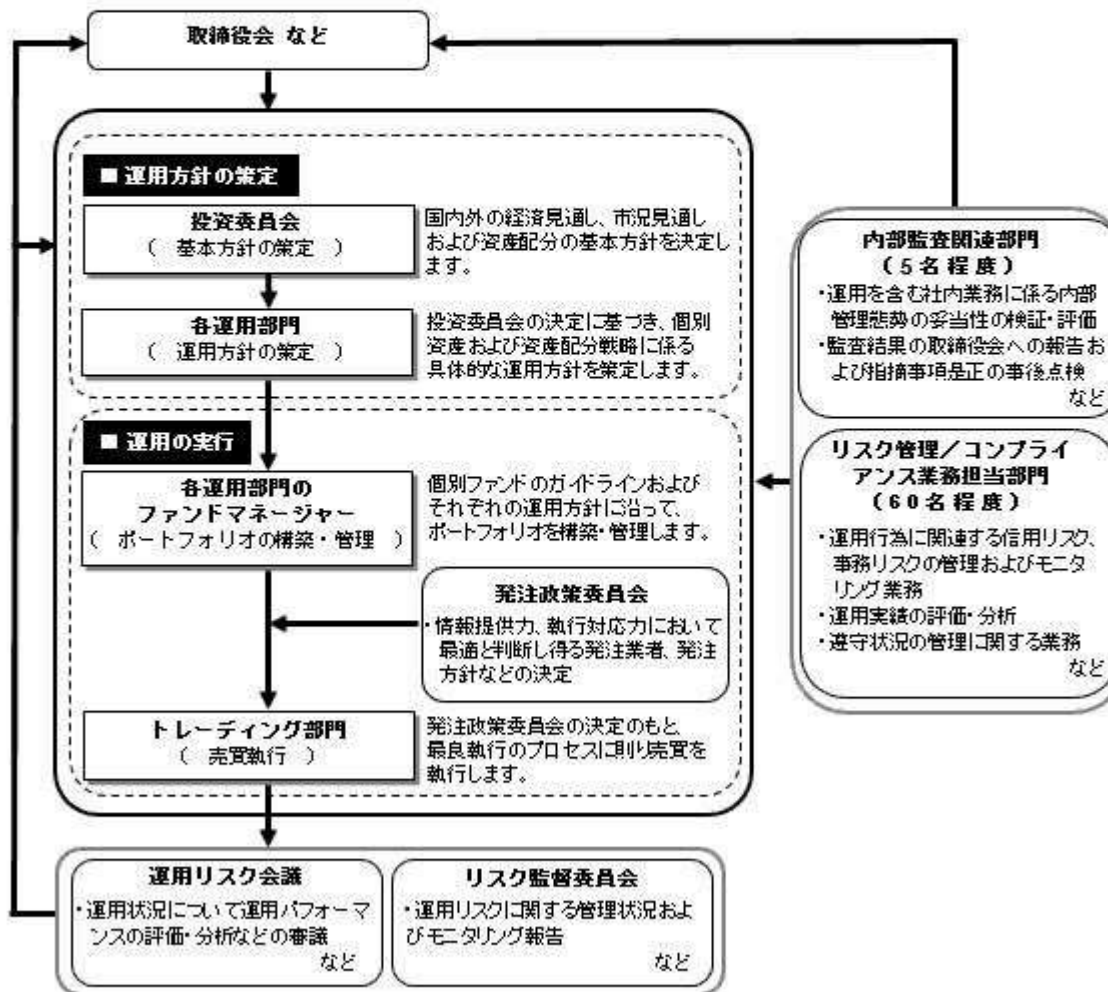 取締役会 など
■ 運用方針の策定
投資委員会
( 基本方針の策定 )
国内外の経済見通し、市況見通し
および資産配分の基本方針を決定し
ます。
各運用部門
( 運用方針の策定 )
投資委員会の決定に基づき、個別
資産および資産配分戦略に係る
具体的な運用方針を策定します。
■ 運用の実行
各運用部門の
ファンドマネージャー
( ポートフォリオの構築・管理 )
個別ファンドのガイドラインおよび
それぞれの運用方針に沿って、
ポートフォリオを構築・管理します。
発注政策委員会
・情報提供力、執行対応力において
最適と判断し得る発注業者、発注
方針などの決定
トレーディング部門
( 売買執行 )
発注政策委員会の決定のもと、
最良執行のプロセスに則り売買を
執行します。
内部監査関連部門
(5名程度)
・運用を含む社内業務に係る内部
管理態勢の妥当性の検証・評価
・監査結果の取締役会への報告お
よび指摘事項是正の事後点検
など
リスク管理/コンプライ
アンス業務担当部門
(60名程度)
・運用行為に関連する信用リスク、
事務リスクの管理およびモニタ
リング業務
・運用実績の評価・分析
・遵守状況の管理に関する業務
など
運用リスク会議
・運用状況について運用パフォーマ
ンスの評価・分析などの審議
など
リスク監督委員会
・運用リスクに関する管理状況およ
びモニタリング報告
など